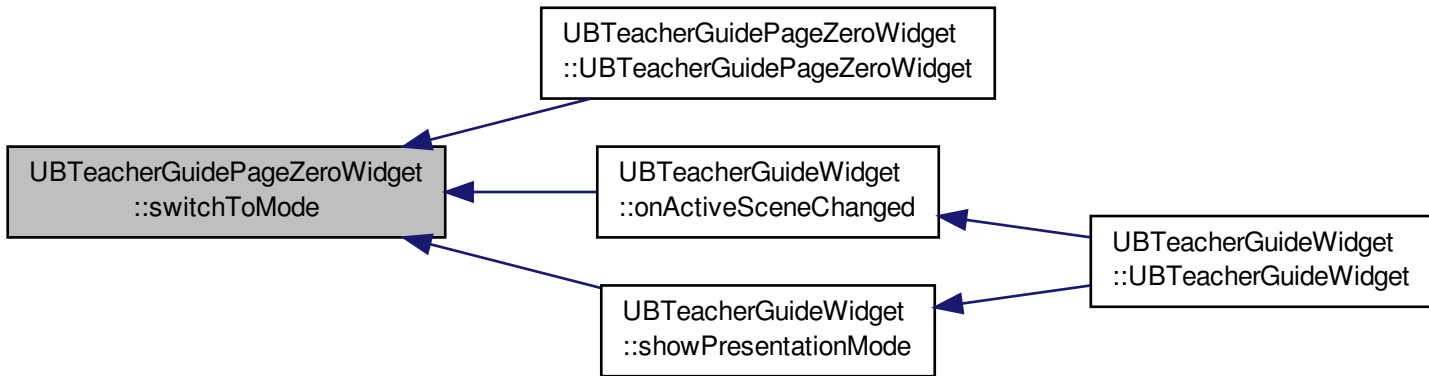 UBTeacherGuidePageZeroWidget
::switchToMode
UBTeacherGuidePageZeroWidget
::UBTeacherGuidePageZeroWidget
UBTeacherGuideWidget
::onActiveSceneChanged
UBTeacherGuideWidget
::showPresentationMode
UBTeacherGuideWidget
::UBTeacherGuideWidget